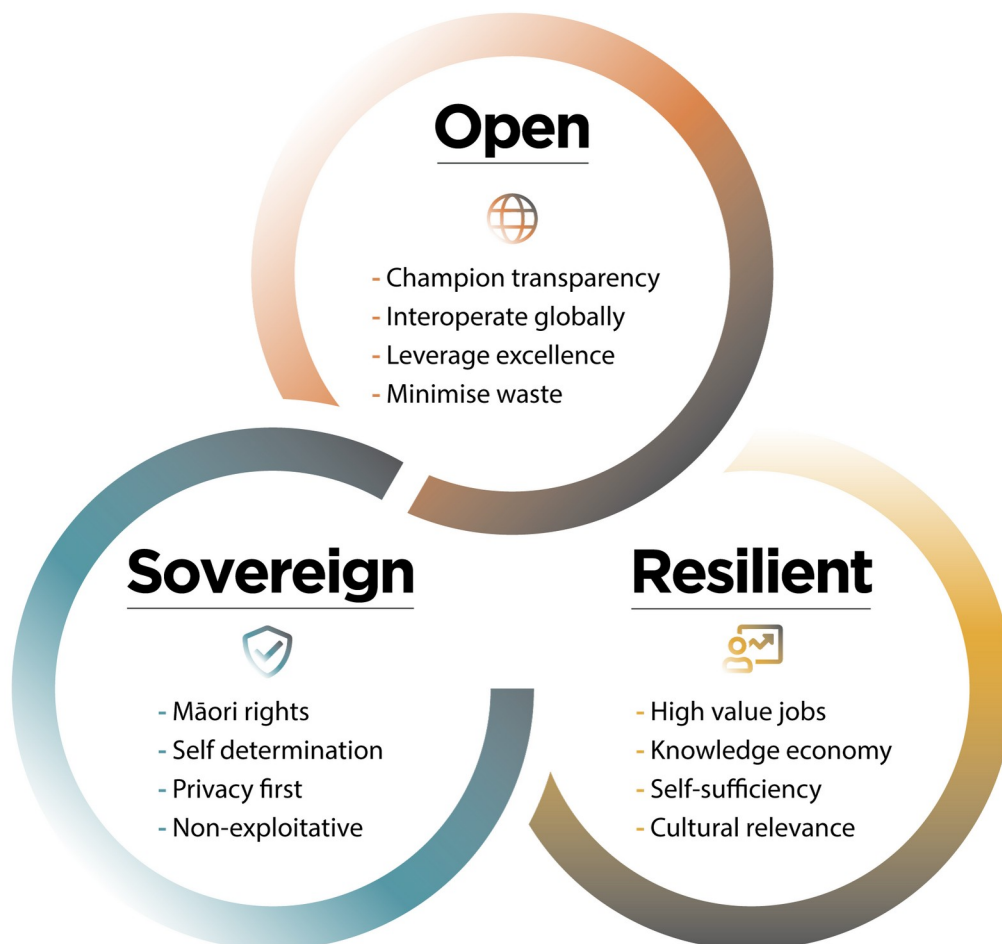 Open
- Champion transparency
- Interoperate globally
- Leverage excellence
- Minimise waste
Sovereign
- Māori rights
- Self determination
- Privacy first
- Non-exploitative
Resilient
- High value jobs
- Knowledge economy
- Self-sufficiency
- Cultural relevance